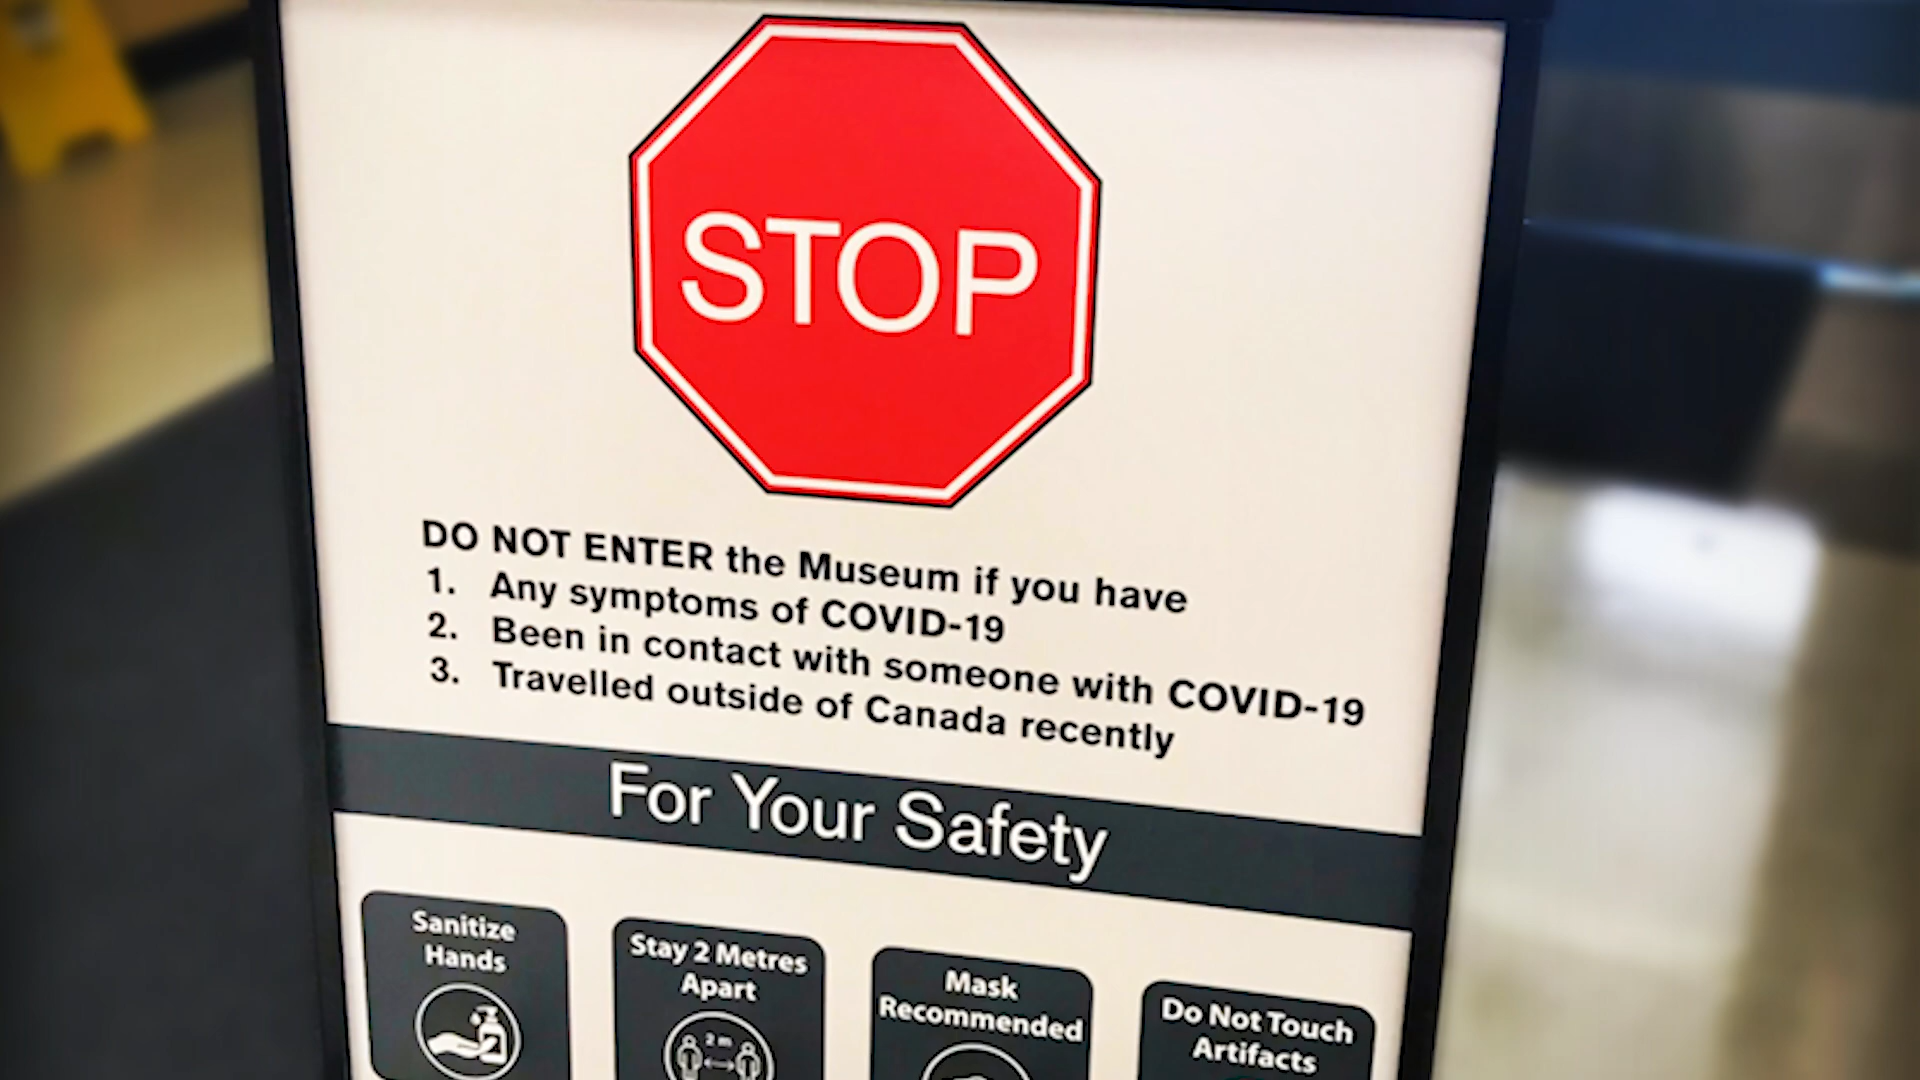 STOP
DO NOT ENTER the Museum if you have
1. Any symptoms of COVID-19
2. Been in contact with someone with COVID-19
3. Travelled outside of Canada recently
For Your Safety
Sanitize
Hands
Stay 2 Metres
Apart
2 m
Mask
Recommended
Do Not Touch
Artifacts